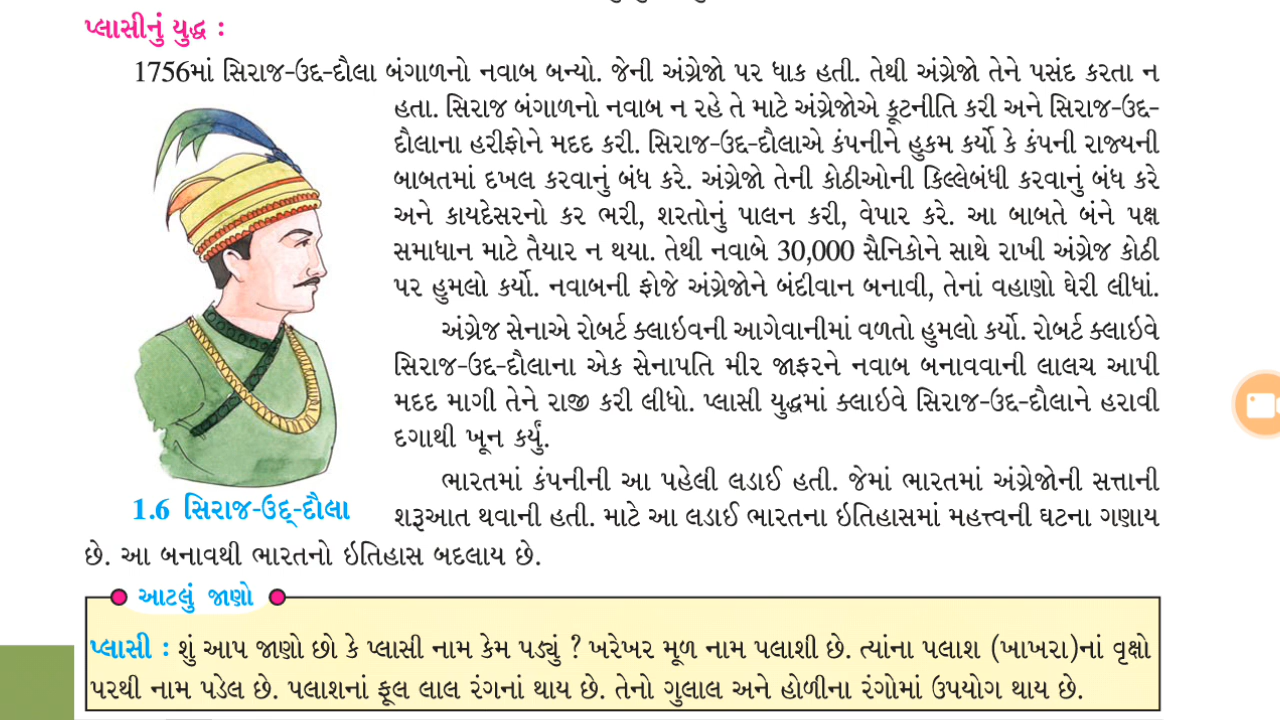 પ્લાસીનું યુદ્ધ :
1756માં સિરાજ-ઉદ્દ-દૌલા બંગાળનો નવાબ બન્યો. જેની અંગ્રેજો પર ધાક હતી. તેથી અંગ્રેજો તેને પસંદ કરતા ન
હતા. સિરાજ બંગાળનો નવાબ ન રહે તે માટે અંગ્રેજોએ કૂટનીતિ કરી અને સિરાજ-ઉદ્દ-
દૌલાના હરીફોને મદદ કરી. સિરાજ-ઉદ્દ-દૌલાએ કંપનીને હુકમ કર્યો કે કંપની રાજ્યની
બાબતમાં દખલ કરવાનું બંધ કરે. અંગ્રેજો તેની કોઠીઓની કિલ્લેબંધી કરવાનું બંધ કરે
અને કાયદેસરનો કર ભરી, શરતોનું પાલન કરી, વેપાર કરે. આ બાબતે બંને પક્ષ
સમાધાન માટે તૈયાર ન થયા. તેથી નવાબે 30,000 સૈનિકોને સાથે રાખી અંગ્રેજ કોઠી
પર હુમલો કર્યો. નવાબની ફોજે અંગ્રેજોને બંદીવાન બનાવી, તેનાં વહાણો ઘેરી લીધાં.
અંગ્રેજ સેનાએ રોબર્ટ ક્લાઇવની આગેવાનીમાં વળતો હુમલો કર્યો. રોબર્ટ ક્લાઇવે
સિરાજ-ઉદ્દ-દૌલાના એક સેનાપતિ મીર જાફરને નવાબ બનાવવાની લાલચ આપી
મદદ માગી તેને રાજી કરી લીધો. પ્લાસી યુદ્ધમાં ક્લાઇવે સિરાજ-ઉદ્દ-દૌલાને હરાવી
દગાથી ખૂન કર્યું.
ભારતમાં કંપનીની આ પહેલી લડાઈ હતી. જેમાં ભારતમાં અંગ્રેજોની સત્તાની
1.6 સિરાજ-ઉદ્-દૌલા
શરૂઆત થવાની હતી. માટે આ લડાઈ ભારતના ઇતિહાસમાં મહત્ત્વની ઘટના ગણાય
છે. આ બનાવથી ભારતનો ઇતિહાસ બદલાય છે.
આટલું જાણો
પ્લાસી : શું આપ જાણો છો કે પ્લાસી નામ કેમ પડ્યું ? ખરેખર મૂળ નામ પલાશી છે. ત્યાંના પલાશ (ખાખરા)નાં વૃક્ષો
પરથી નામ પડેલ છે. પલાશનાં ફૂલ લાલ રંગનાં થાય છે. તેનો ગુલાલ અને હોળીના રંગોમાં ઉપયોગ થાય છે.